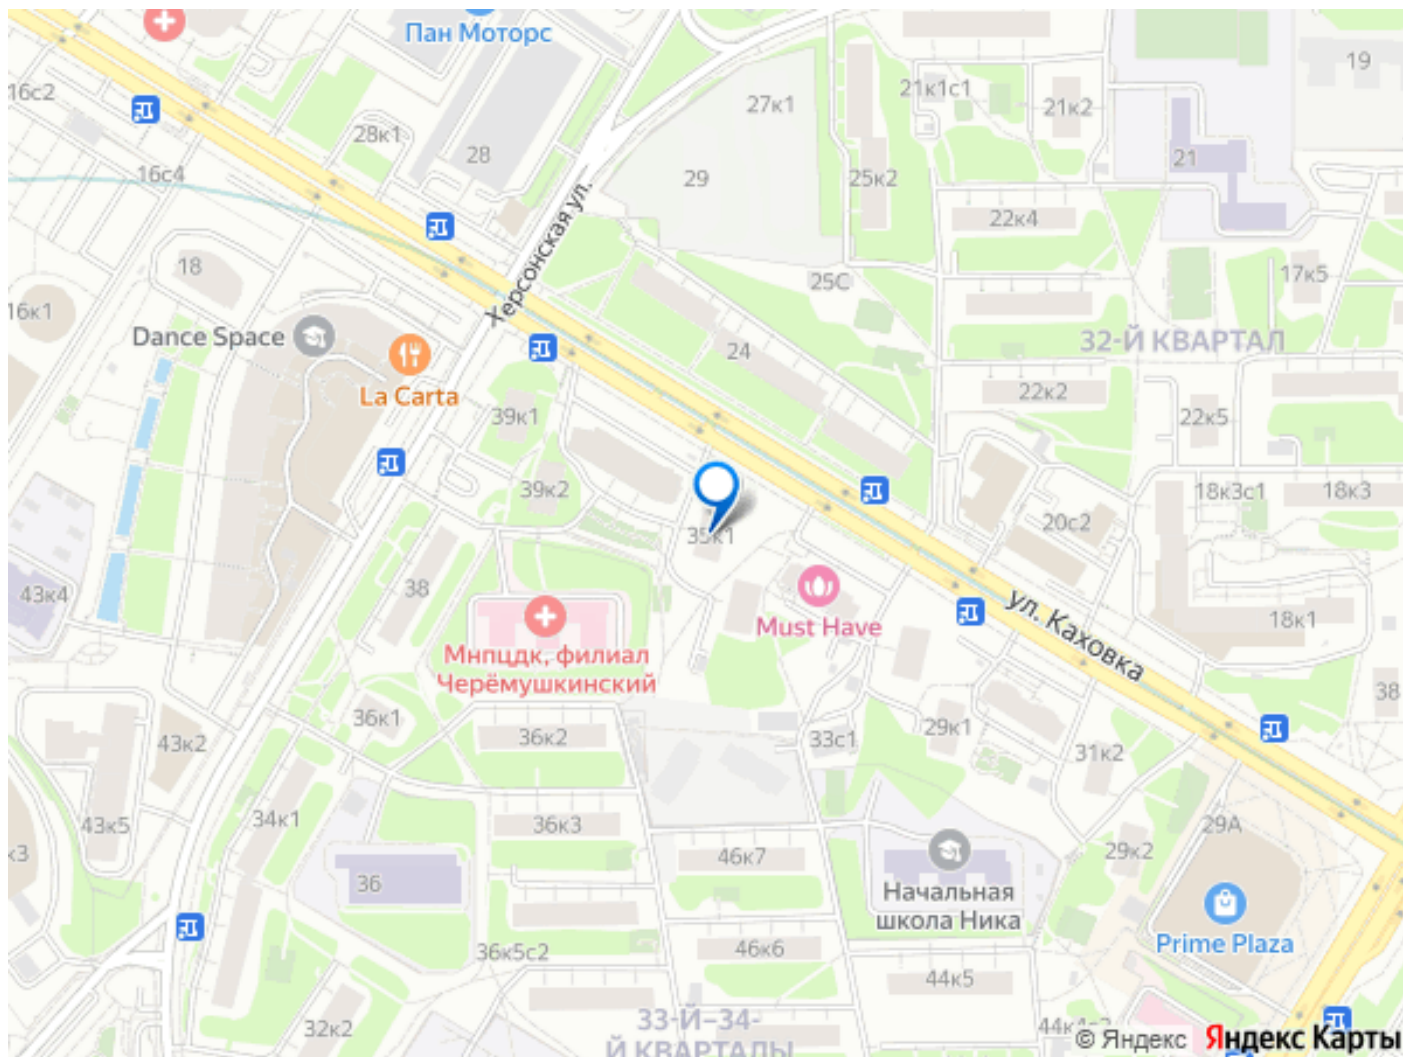 Пан Моторс
19
16с2
21к1с1
27к1
21к2
28к1
28
21
16с4
29
25к2
Херсонская ул.
22к4
18
25С
17к5
16к1
Dance Space
32-Й КВАРТАЛ
24
La Carta
22к2
39к1
22к5
39к2
18к3с1
18к3
20с2
35к1
38
43к4
ул. Каховка
18к1
Must Have
Мнпцдк, филиал
Черёмушкинский
38
36к1
36к2
33с1
29к1
43к2
31к2
34к1
43к5
36к3
29А
к3
46к7
29к2
36
Начальная
школа Ника
36к5с2
46к6
Prime Plaza
44к5
32к2
33-Й–34-
Й КВАРТАЛЫ
© Яндекс
Яндекс Карты